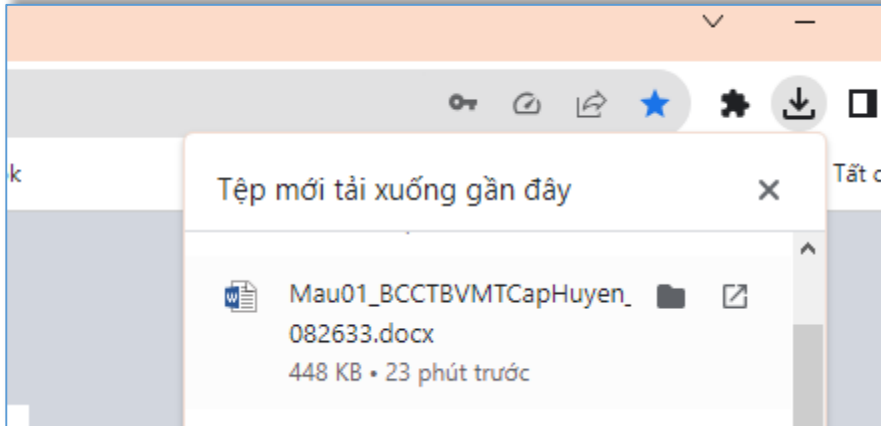 k
Tất c
Tệp mới tải xuống gần đây
Mau01_BCCTBVMTCapHuyen_
082633.docx
448 KB • 23 phút trước